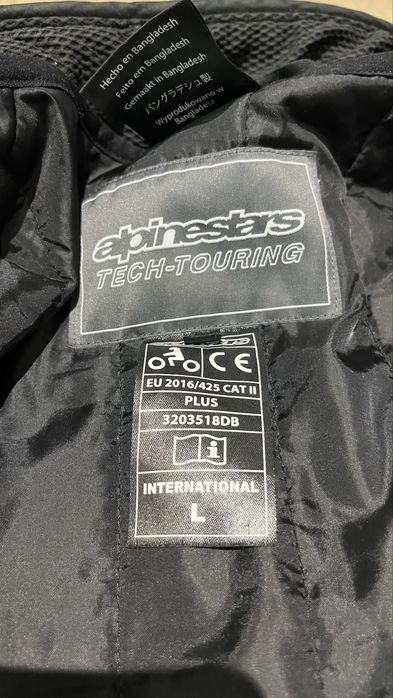 Hecho en Bangladesh
Feito em Bangladesh
Gemaakt in Bangladesh
バングラデシュ製
Wyprodukowano w
Bangladesz
alpinestars
TECH-TOURING
CE
EU 2016/425 CAT II
PLUS
3203518DB
i
INTERNATIONAL
L